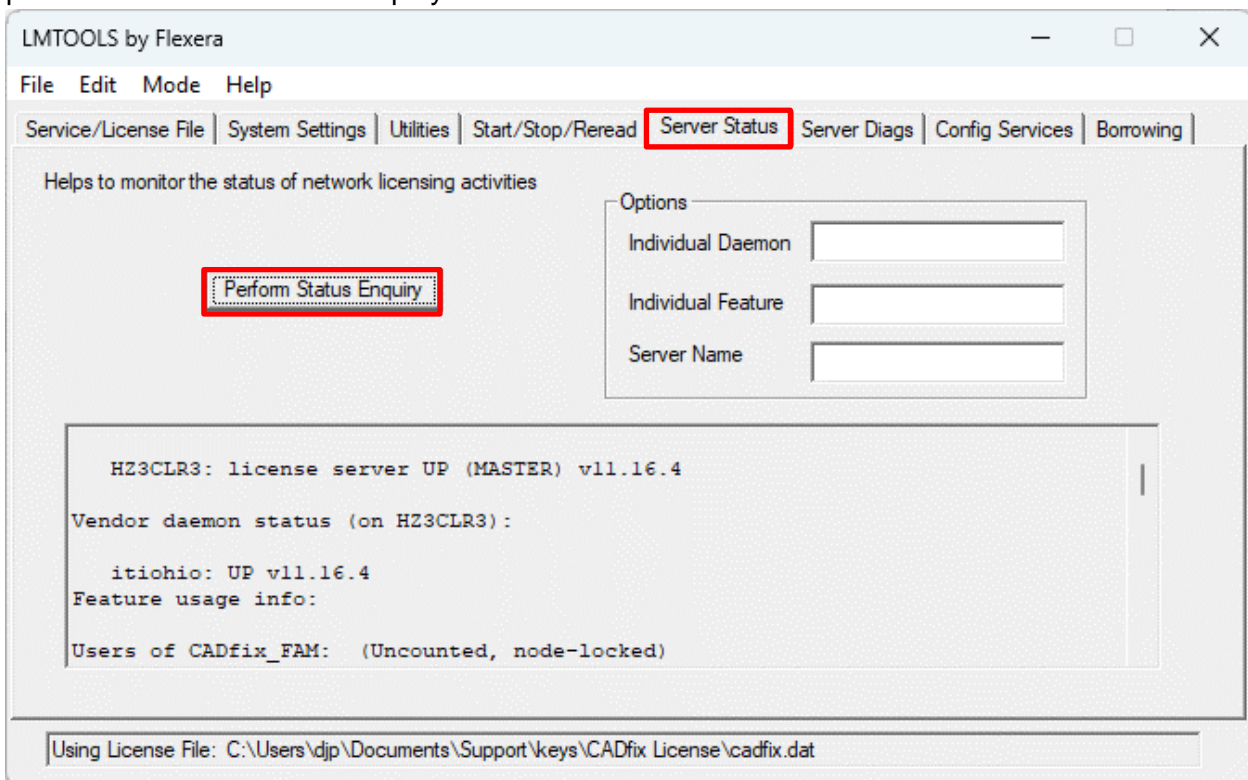 LMTOOLS by Flexera
File Edit Mode Help
Service/License File System Settings Utilities Start/Stop/Reread Server Status Server Diags Config Services Borrowing
Helps to monitor the status of network licensing activities
Options
Individual Daemon
Perform Status Enquiry
Individual Feature
Server Name
HZ3CLR3: license server UP (MASTER) v11.16.4
Vendor daemon status (on HZ3CLR3):
itiohio: UP v11.16.4
Feature usage info:
Users of CADfix_FAM: (Uncounted, node-locked)
Using License File: C:\Users\djp\Documents\Support\keys\CADfix License\cadfix.dat